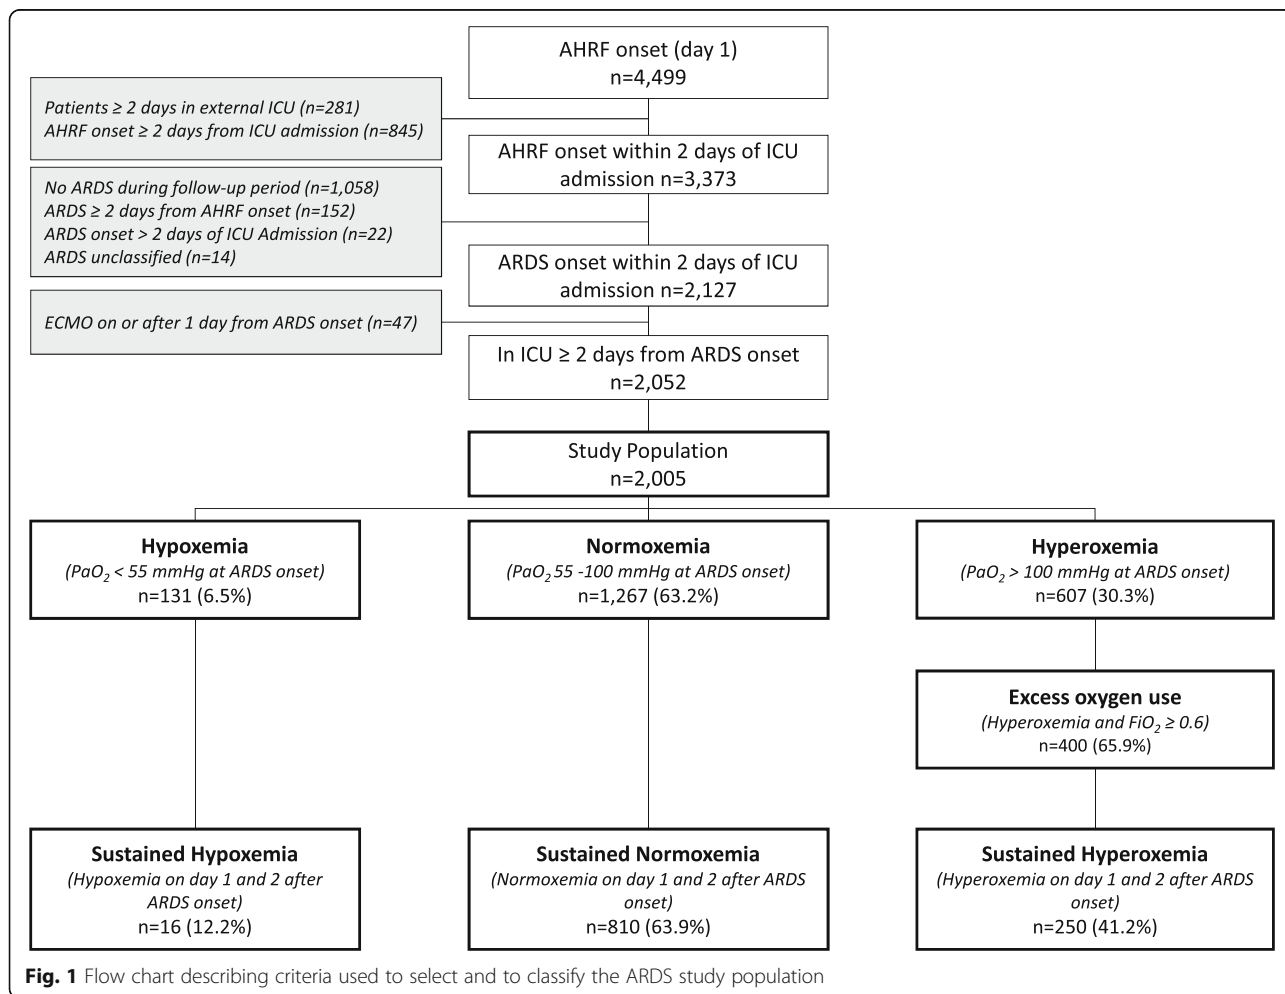 AHRF onset (day 1)
n=4,499
Patients ≥ 2 days in external ICU (n=281)
AHRF onset ≥ 2 days from ICU admission (n=845)
AHRF onset within 2 days of ICU
admission n=3,373
No ARDS during follow-up period (n=1,058)
ARDS ≥ 2 days from AHRF onset (n=152)
ARDS onset > 2 days of ICU Admission (n=22)
ARDS unclassified (n=14)
ARDS onset within 2 days of ICU
admission n=2,127
ECMO on or after 1 day from ARDS onset (n=47)
In ICU ≥ 2 days from ARDS onset
n=2,052
Study Population
n=2,005
Hypoxemia
(PaO₂ < 55 mmHg at ARDS onset)
n=131 (6.5%)
Normoxemia
(PaO₂ 55 -100 mmHg at ARDS onset)
n=1,267 (63.2%)
Hyperoxemia
(PaO₂ > 100 mmHg at ARDS onset)
n=607 (30.3%)
Excess oxygen use
(Hyperoxemia and FiO₂ ≥ 0.6)
n=400 (65.9%)
Sustained Hypoxemia
(Hypoxemia on day 1 and 2 after
ARDS onset)
n=16 (12.2%)
Sustained Normoxemia
(Normoxemia on day 1 and 2 after ARDS
onset)
n=810 (63.9%)
Sustained Hyperoxemia
(Hyperoxemia on day 1 and 2 after ARDS
onset)
n=250 (41.2%)
Fig. 1 Flow chart describing criteria used to select and to classify the ARDS study population